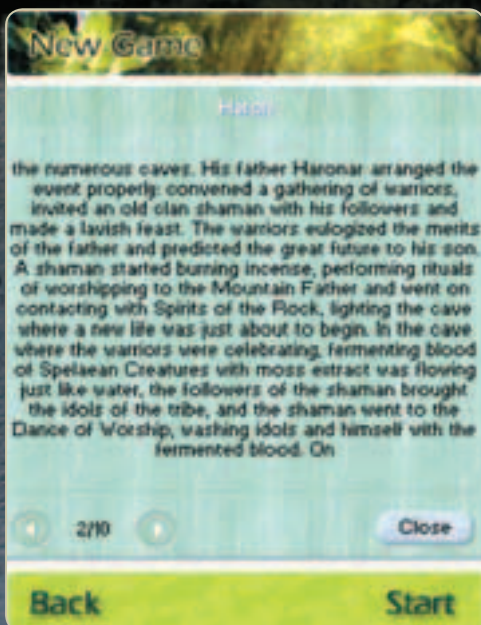 New Game
the numerous caves. His father Haronar arranged the
event properly: convened a gathering of warriors,
invited an old clan shaman with his followers and
made a lavish feast. The warriors eulogized the merits
of the father and predicted the great future to his son.
A shaman started burning incense, performing rituals
of worshipping to the Mountain Father and went on
contacting with Spirits of the Rock, lighting the cave
where a new life was just about to begin. In the cave
where the warriors were celebrating, fermenting blood
of Spelaean Creatures with moss extract was flowing
just like water, the followers of the shaman brought
the idols of the tribe, and the shaman went to the
Dance of Worship, washing idols and himself with the
fermented blood. On
2/10
Close
Back
Start